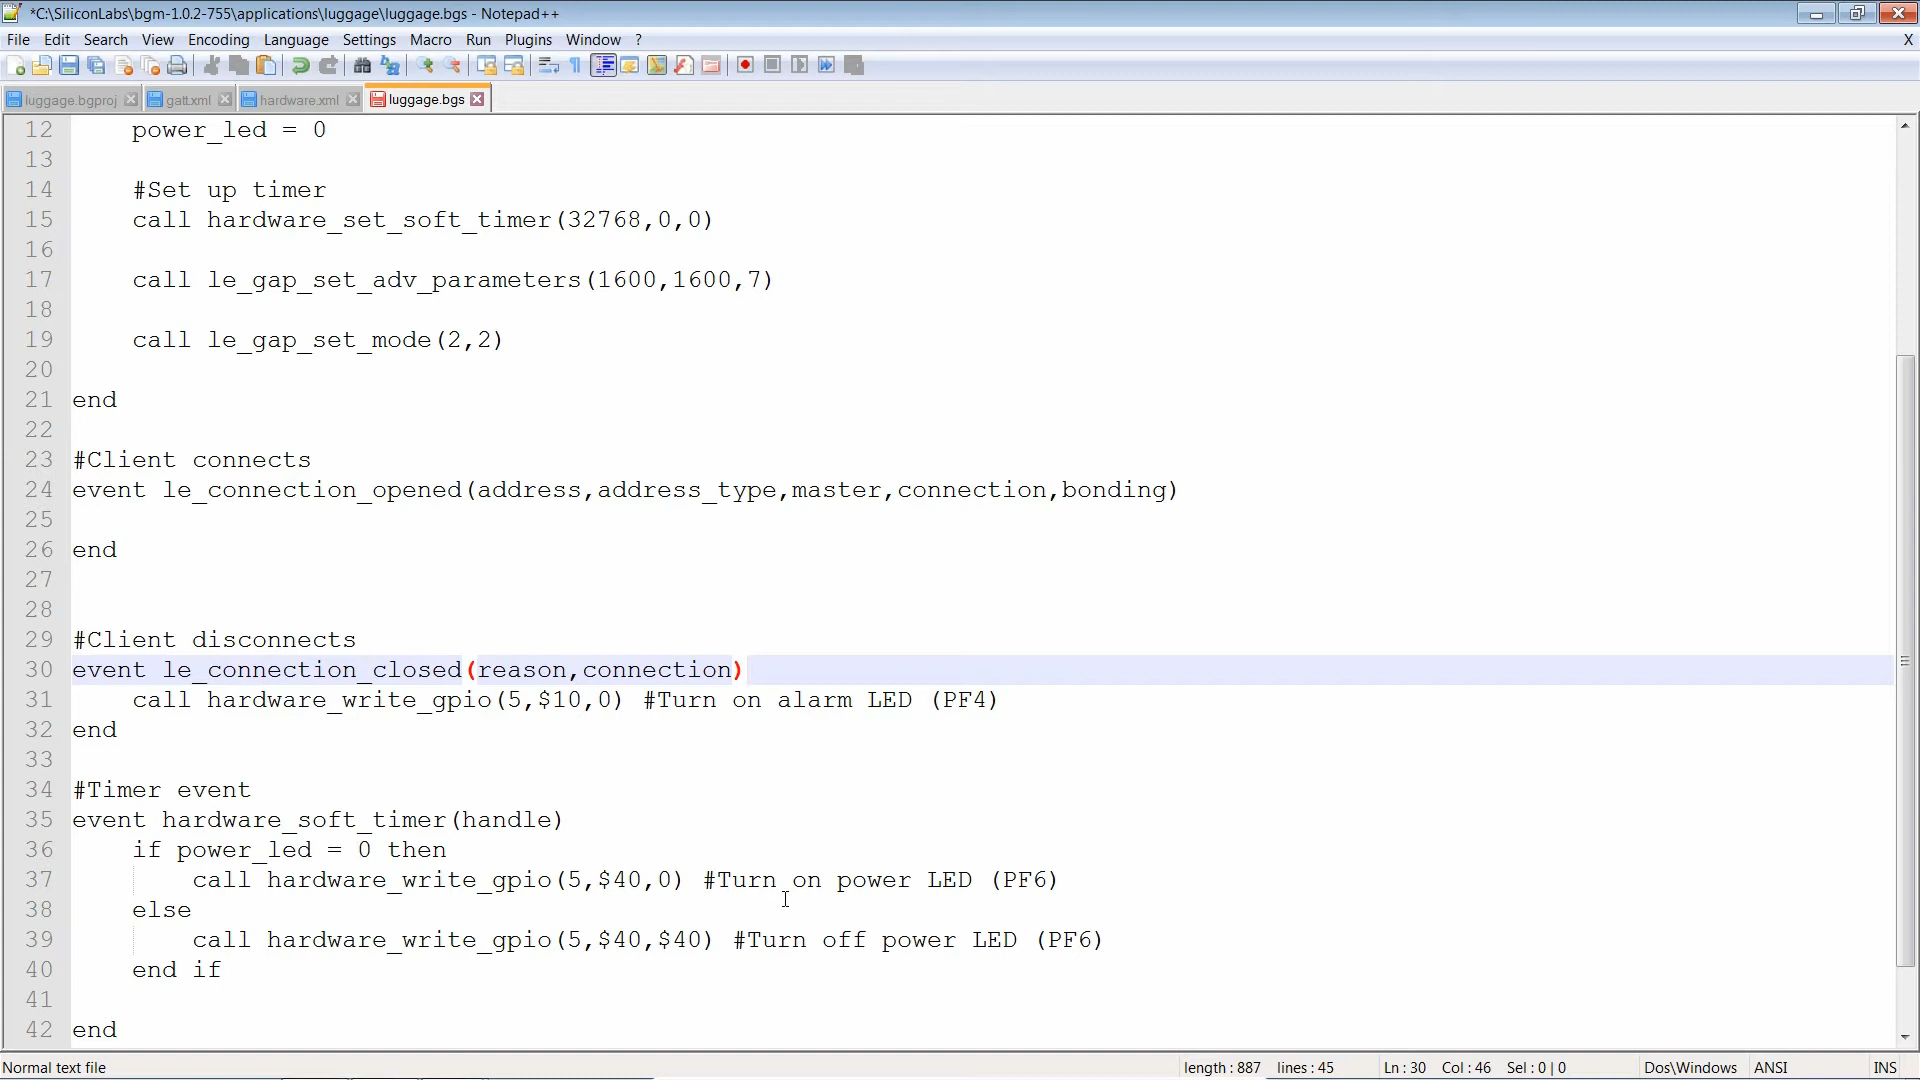 *C:\SiliconLabs\bgm-1.0.2-755\applications\luggage\luggage.bgs - Notepad++
File Edit Search View Encoding Language Settings Macro Run Plugins Window ? X
luggage.bgproj gatt.xml hardware.xml luggage.bgs
12 power_led = 0
13
14 #Set up timer
15 call hardware_set_soft_timer(32768,0,0)
16
17 call le_gap_set_adv_parameters(1600,1600,7)
18
19 call le_gap_set_mode(2,2)
20
21 end
22
23 #Client connects
24 event le_connection_opened(address,address_type,master,connection,bonding)
25
26 end
27
28
29 #Client disconnects
30 event le_connection_closed(reason,connection)
31 call hardware_write_gpio(5,$10,0) #Turn on alarm LED (PF4)
32 end
33
34 #Timer event
35 event hardware_soft_timer(handle)
36 if power_led = 0 then
37 call hardware_write_gpio(5,$40,0) #Turn on power LED (PF6)
38 else
39 call hardware_write_gpio(5,$40,$40) #Turn off power LED (PF6)
40 end if
41
42 end
Normal text file length : 887 lines : 45 Ln : 30 Col : 46 Sel : 0 | 0 Dos\Windows ANSI INS